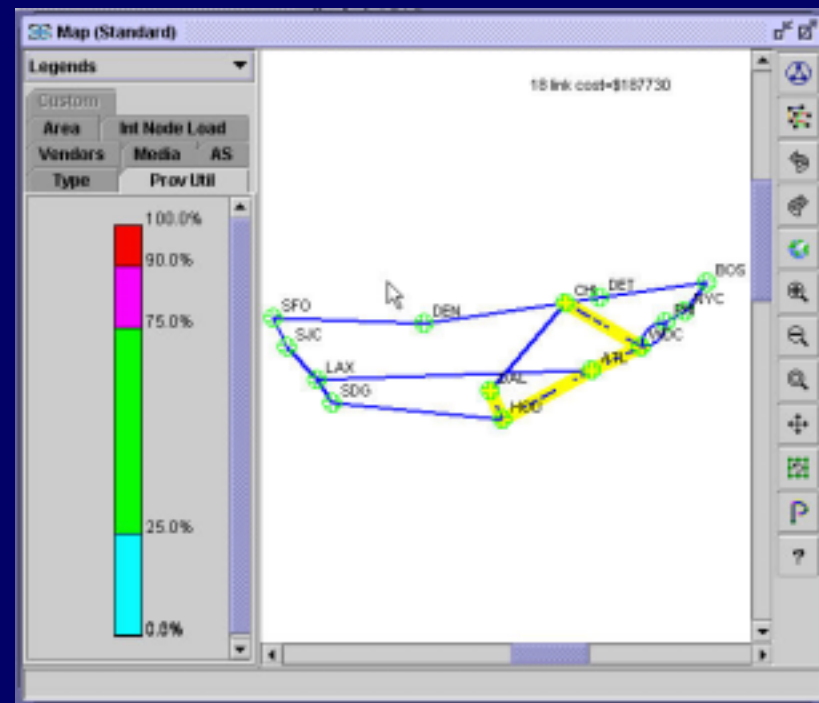 Map (Standard)
Legends
Custom
Area Int Node Load
Vendors Media AS
Type Prov Util
100.0%
90.0%
75.0%
25.0%
0.0%
18 link cost=$187730
SFO
SJC
LAX
SDG
DEN
CHI
DET
BOS
NYC
WDC
ATL
DAL
HOU
?